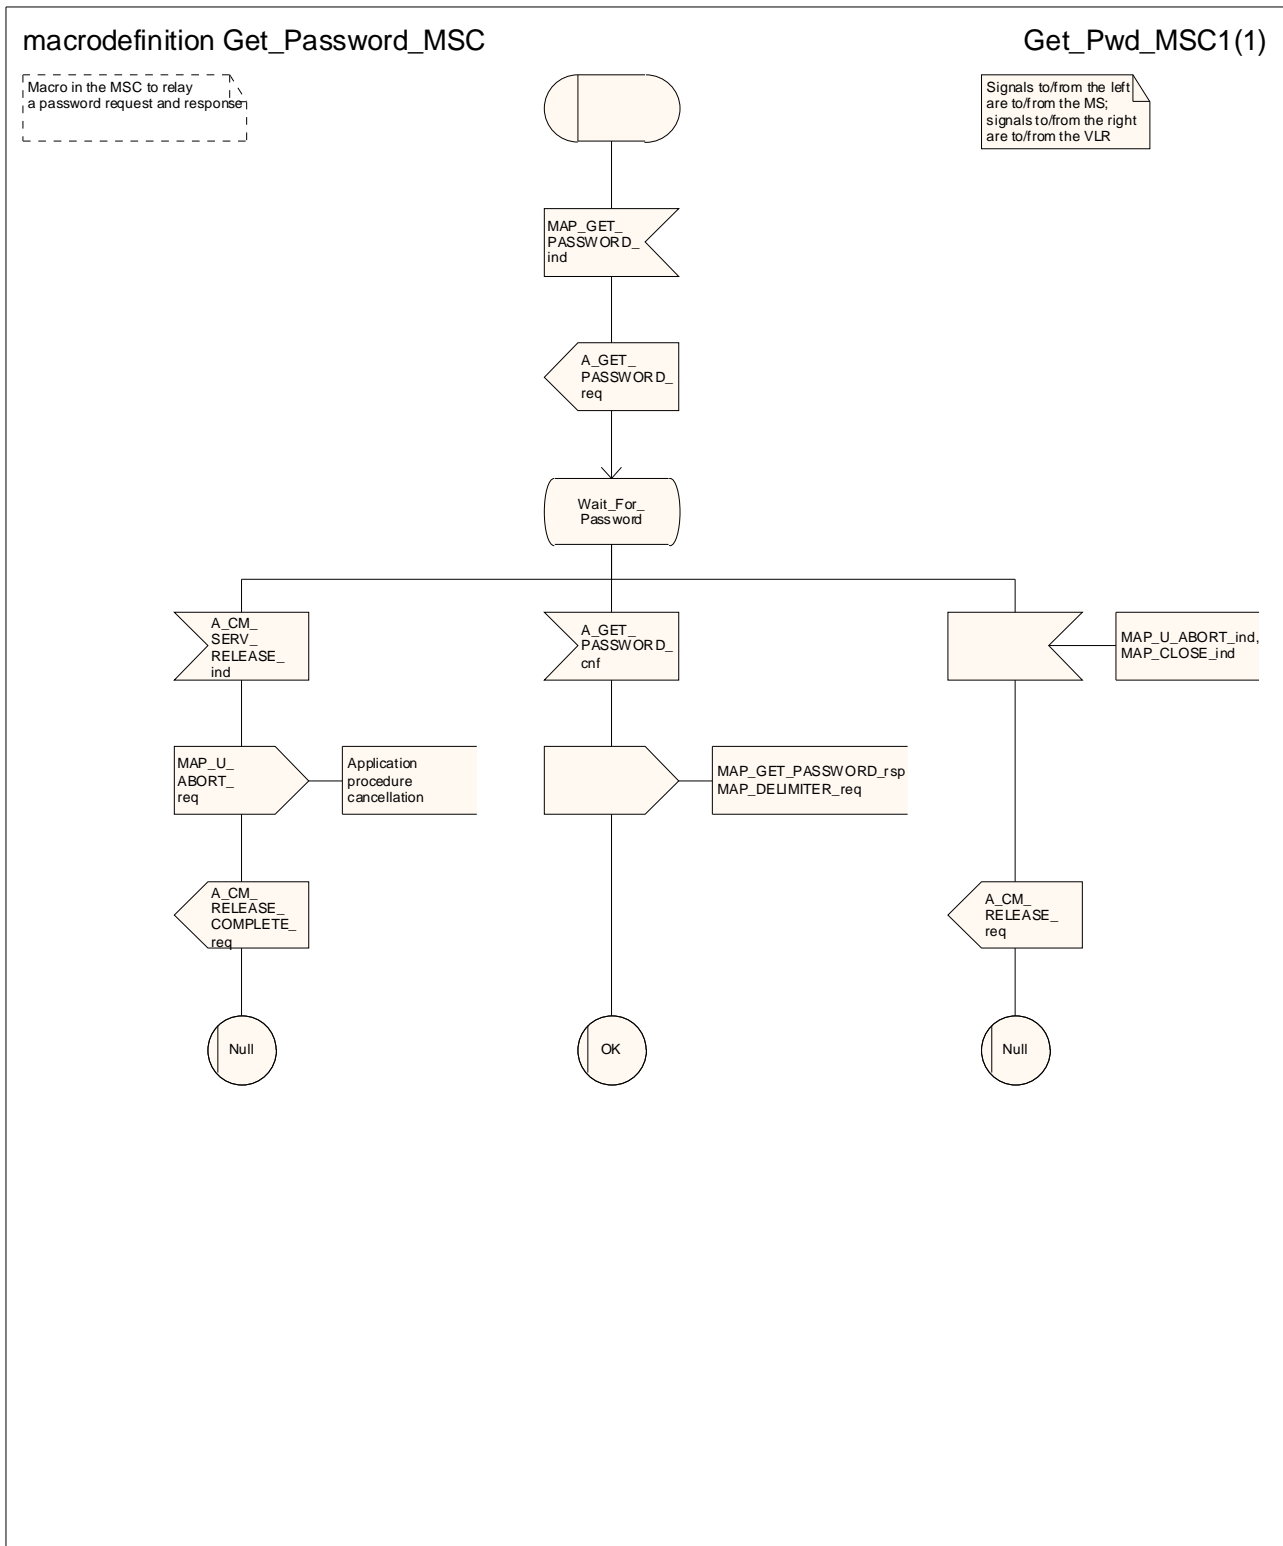 macrodefinition Get_Password_MSC
Get_Pwd_MSC1(1)
Macro in the MSC to relay
a password request and response
Signals to/from the left
are to/from the MS;
signals to/from the right
are to/from the VLR
MAP_GET_
PASSWORD_
ind
A_GET_
PASSWORD_
req
Wait_For_
Password
A_CM_
SERV_
RELEASE_
ind
A_GET_
PASSWORD_
cnf
MAP_U_ABORT_ind,
MAP_CLOSE_ind
MAP_U_
ABORT_
req
Application
procedure
cancellation
MAP_GET_PASSWORD_rsp
MAP_DELIMITER_req
A_CM_
RELEASE_
COMPLETE_
req
A_CM_
RELEASE_
req
Null
OK
Null